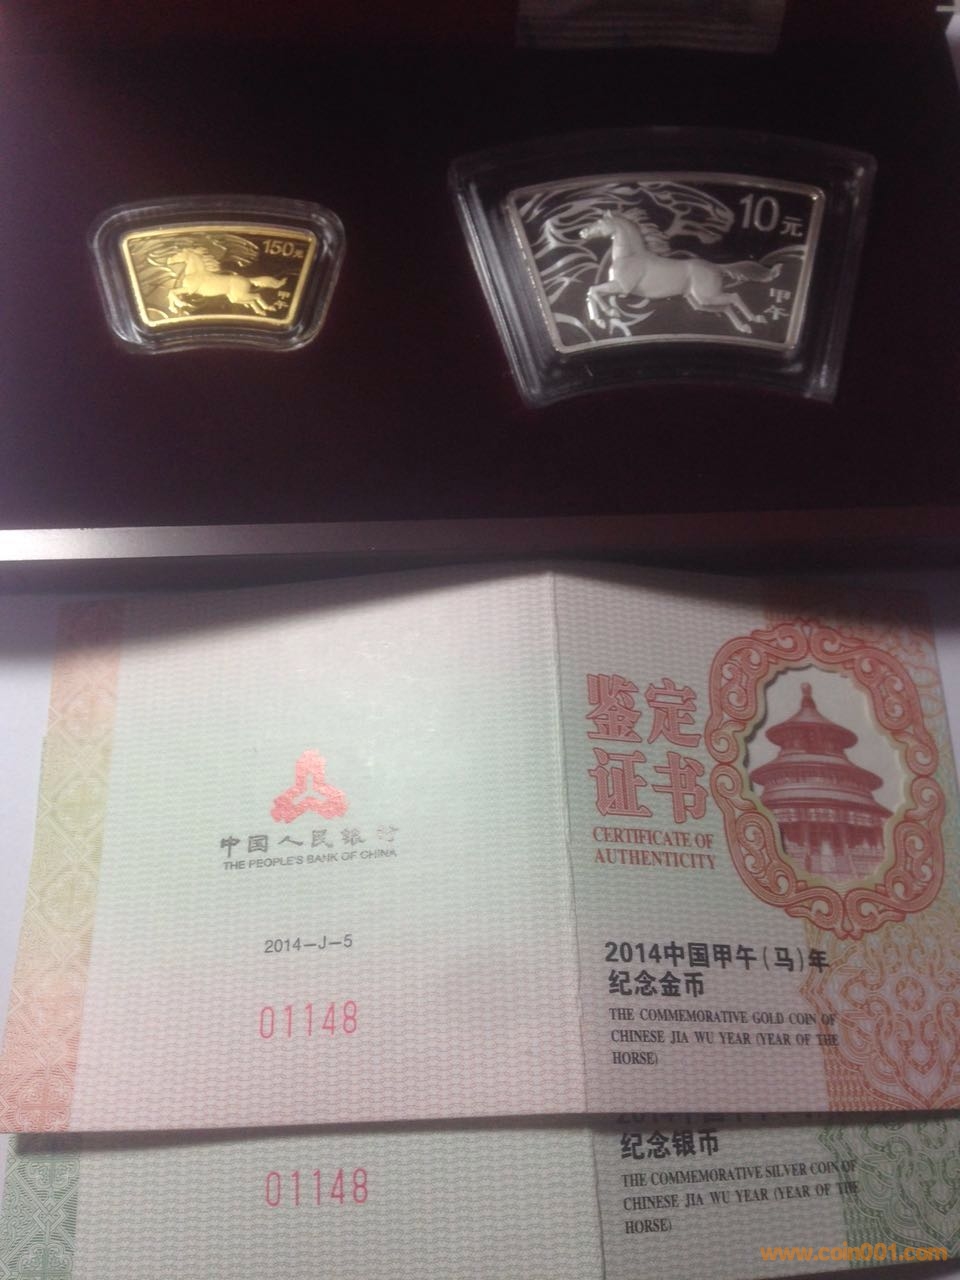 150元
甲
午
10元
甲
午
鉴定
证书
CERTIFICATE OF
AUTHENTICITY
中国人民银行
THE PEOPLE'S BANK OF CHINA
2014-J-5
01148
2014中国甲午(马)年
纪念金币
THE COMMEMORATIVE GOLD COIN OF
CHINESE JIA WU YEAR (YEAR OF THE
HORSE)
01148
纪念银币
THE COMMEMORATIVE SILVER COIN OF
CHINESE JIA WU YEAR (YEAR OF THE
HORSE)
www.coin001.com